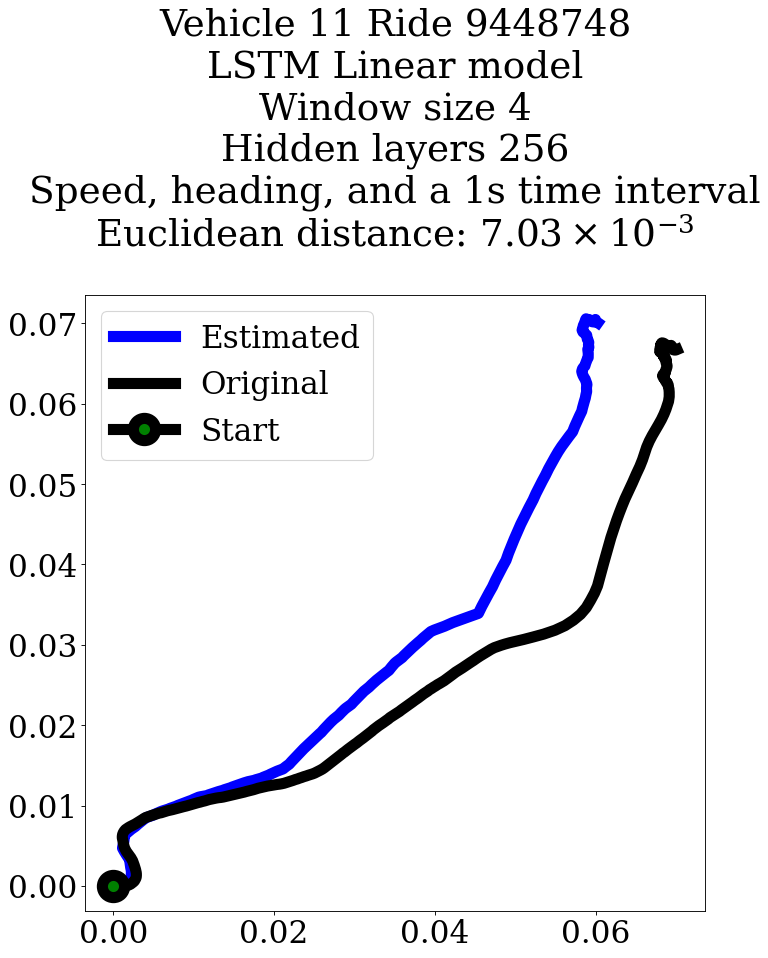 Vehicle 11 Ride 9448748
LSTM Linear model
Window size 4
Hidden layers 256
Speed, heading, and a 1s time interval
Euclidean distance: 7.03 × 10⁻³
Estimated
Original
Start
0.07
0.06
0.05
0.04
0.03
0.02
0.01
0.00
0.00 0.02 0.04 0.06